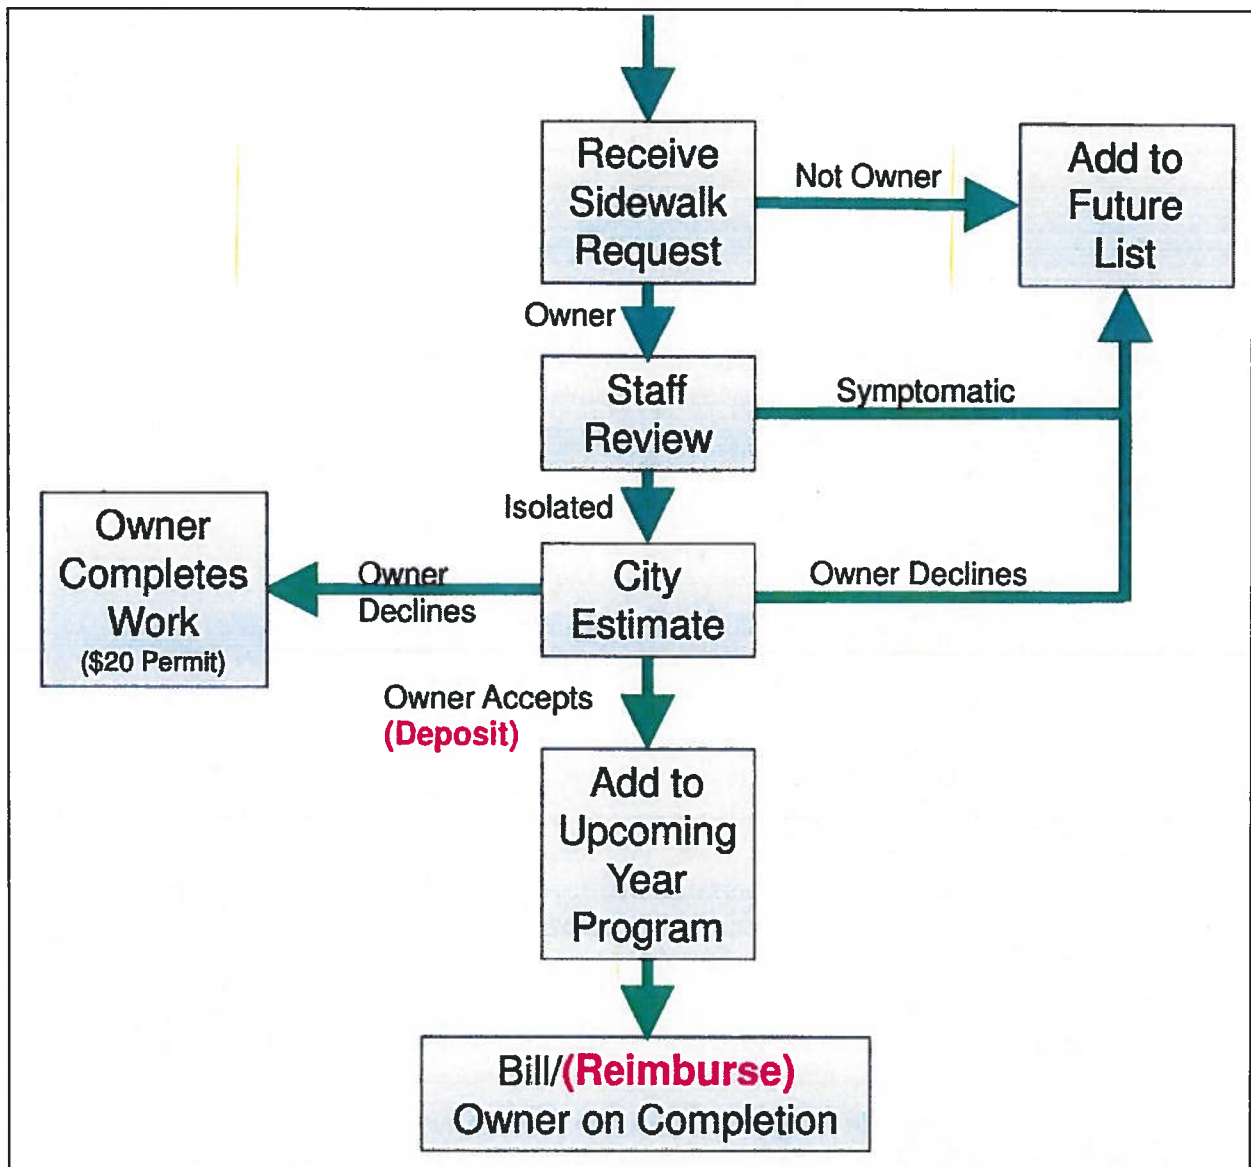 Receive
Sidewalk
Request
Not Owner
Add to
Future
List
Owner
Staff
Review
Symptomatic
Isolated
Owner
Completes
Work
($20 Permit)
Owner
Declines
City
Estimate
Owner Declines
Owner Accepts
(Deposit)
Add to
Upcoming
Year
Program
Bill/(Reimburse)
Owner on Completion